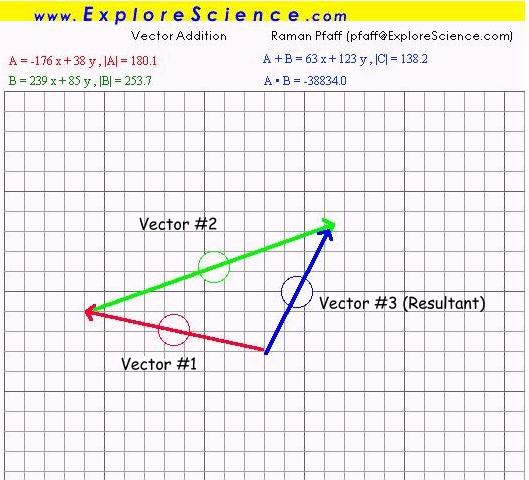 www.ExploreScience.com
Vector Addition Raman Pfaff (pfaff@ExploreScience.com)
A = -176 x + 38 y , |A| = 180.1 A + B = 63 x + 123 y , |C| = 138.2
B = 239 x + 85 y , |B| = 253.7 A • B = -38834.0
Vector #2
Vector #3 (Resultant)
Vector #1